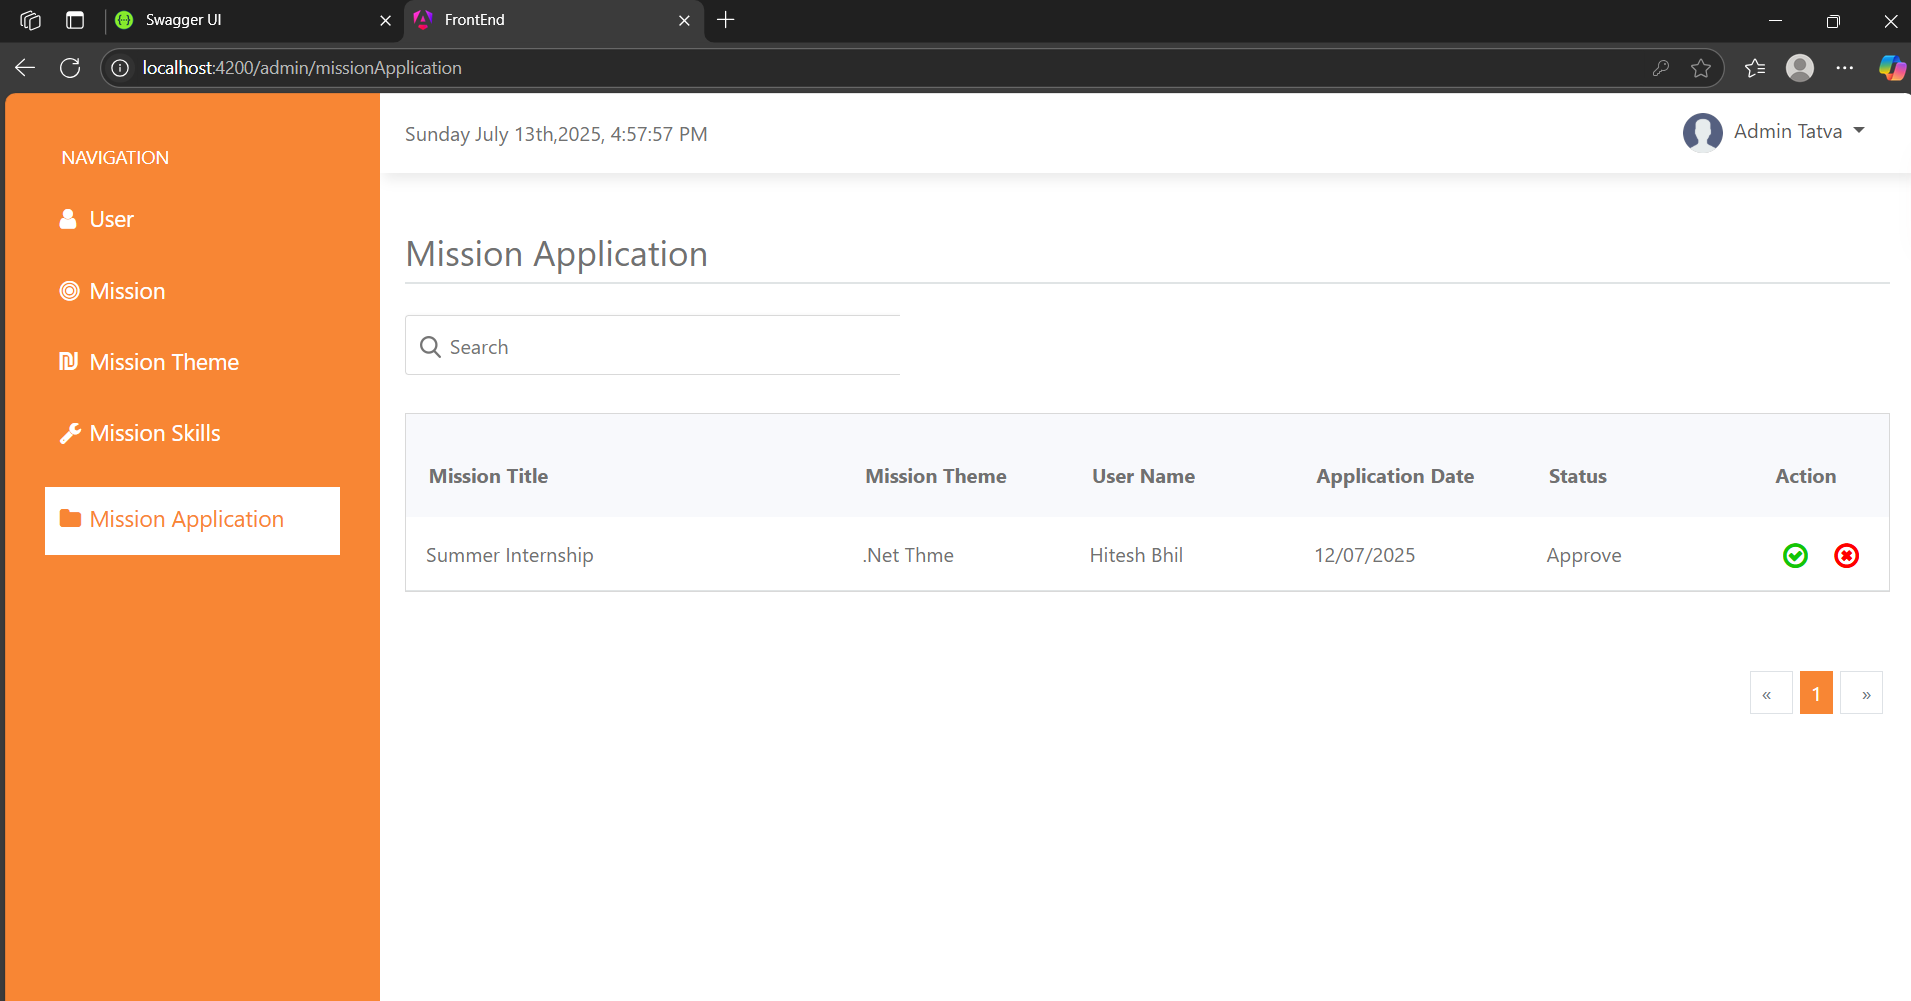 Swagger UI
FrontEnd
localhost:4200/admin/missionApplication
NAVIGATION
User
Mission
Mission Theme
Mission Skills
Mission Application
Sunday July 13th,2025, 4:57:57 PM
Admin Tatva
Mission Application
Search
Mission Title Mission Theme User Name Application Date Status Action
Summer Internship .Net Thme Hitesh Bhil 12/07/2025 Approve
« 1 »